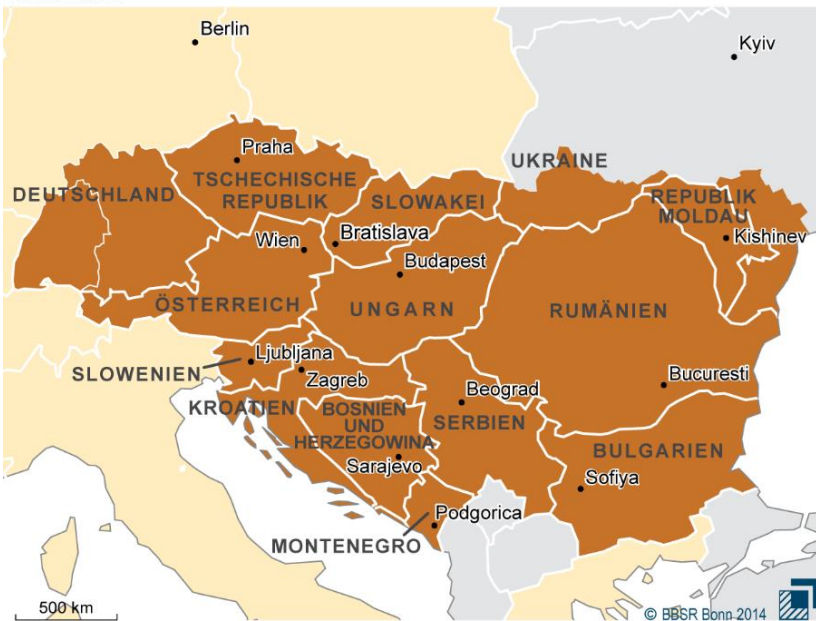 Berlin
Kyiv
Praha
UKRAINE
DEUTSCHLAND
TSCHECHISCHE
REPUBLIK
SLOWAKEI
REPUBLIK
MOLDAU
Wien
Bratislava
Kishinev
Budapest
ÖSTERREICH
UNGARN
RUMÄNIEN
Ljubljana
SLOWENIEN
Zagreb
Beograd
Bucuresti
KROATIEN
BOSNIEN
UND
HERZEGOWINA
SERBIEN
BULGARIEN
Sarajevo
Sofiya
Podgorica
MONTENEGRO
500 km
© BBSR Bonn 2014